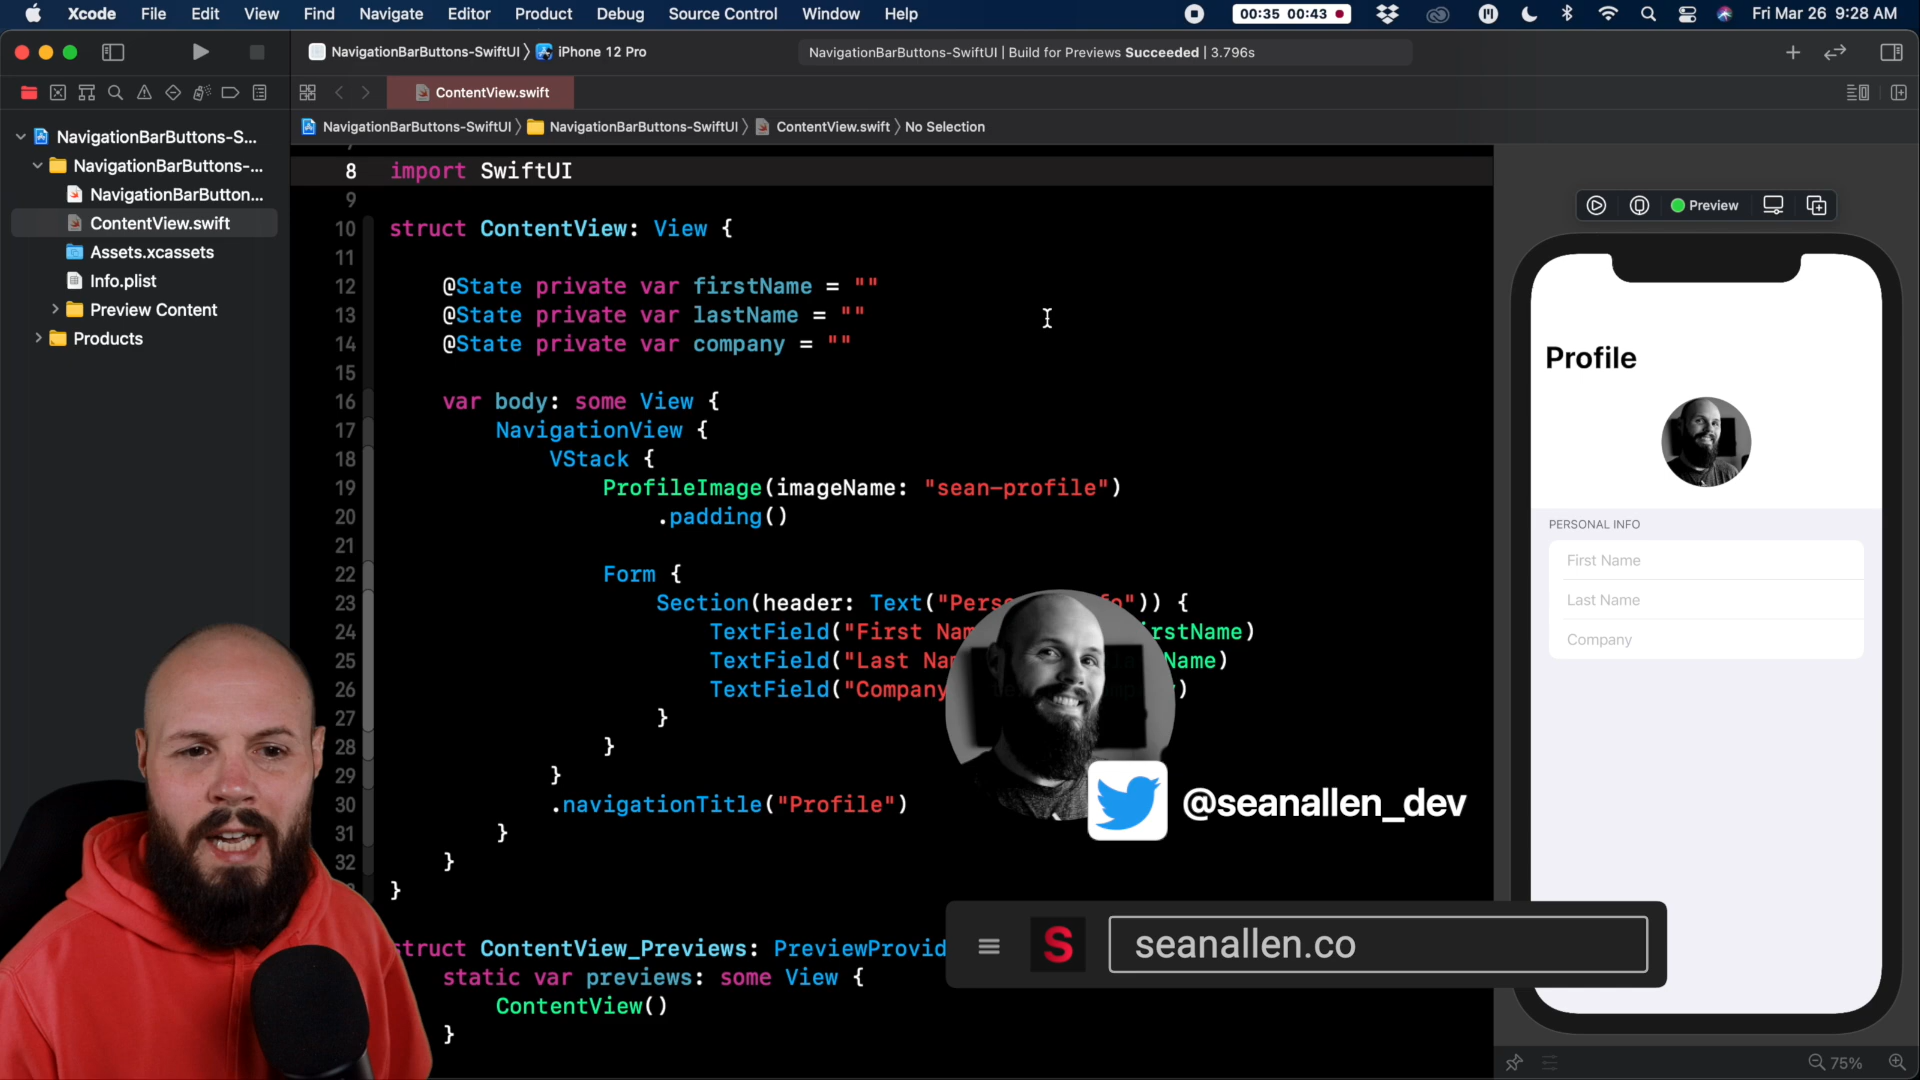 Xcode File Edit View Find Navigate Editor Product Debug Source Control Window Help 00:35 00:43 Fri Mar 26 9:28 AM
NavigationBarButtons-SwiftUI iPhone 12 Pro NavigationBarButtons-SwiftUI | Build for Previews Succeeded | 3.796s
ContentView.swift
NavigationBarButtons-SwiftUI NavigationBarButtons-SwiftUI ContentView.swift No Selection
NavigationBarButtons-S...
NavigationBarButtons-...
NavigationBarButton...
ContentView.swift
Assets.xcassets
Info.plist
Preview Content
Products
8 import SwiftUI
9
10 struct ContentView: View {
11
12 @State private var firstName = ""
13 @State private var lastName = ""
14 @State private var company = ""
15
16 var body: some View {
17 NavigationView {
18 VStack {
19 ProfileImage(imageName: "sean-profile")
20 .padding()
21
22 Form {
23 Section(header: Text("Perso")) {
24 TextField("First Nam rstName)
25 TextField("Last Nam Name)
26 TextField("Company )
27 }
28 }
29 }
30 .navigationTitle("Profile")
31 }
32 }
}
struct ContentView_Previews: PreviewProvid
static var previews: some View {
ContentView()
}
Preview
Profile
PERSONAL INFO
First Name
Last Name
Company
@seanallen_dev
S seanallen.co
75%